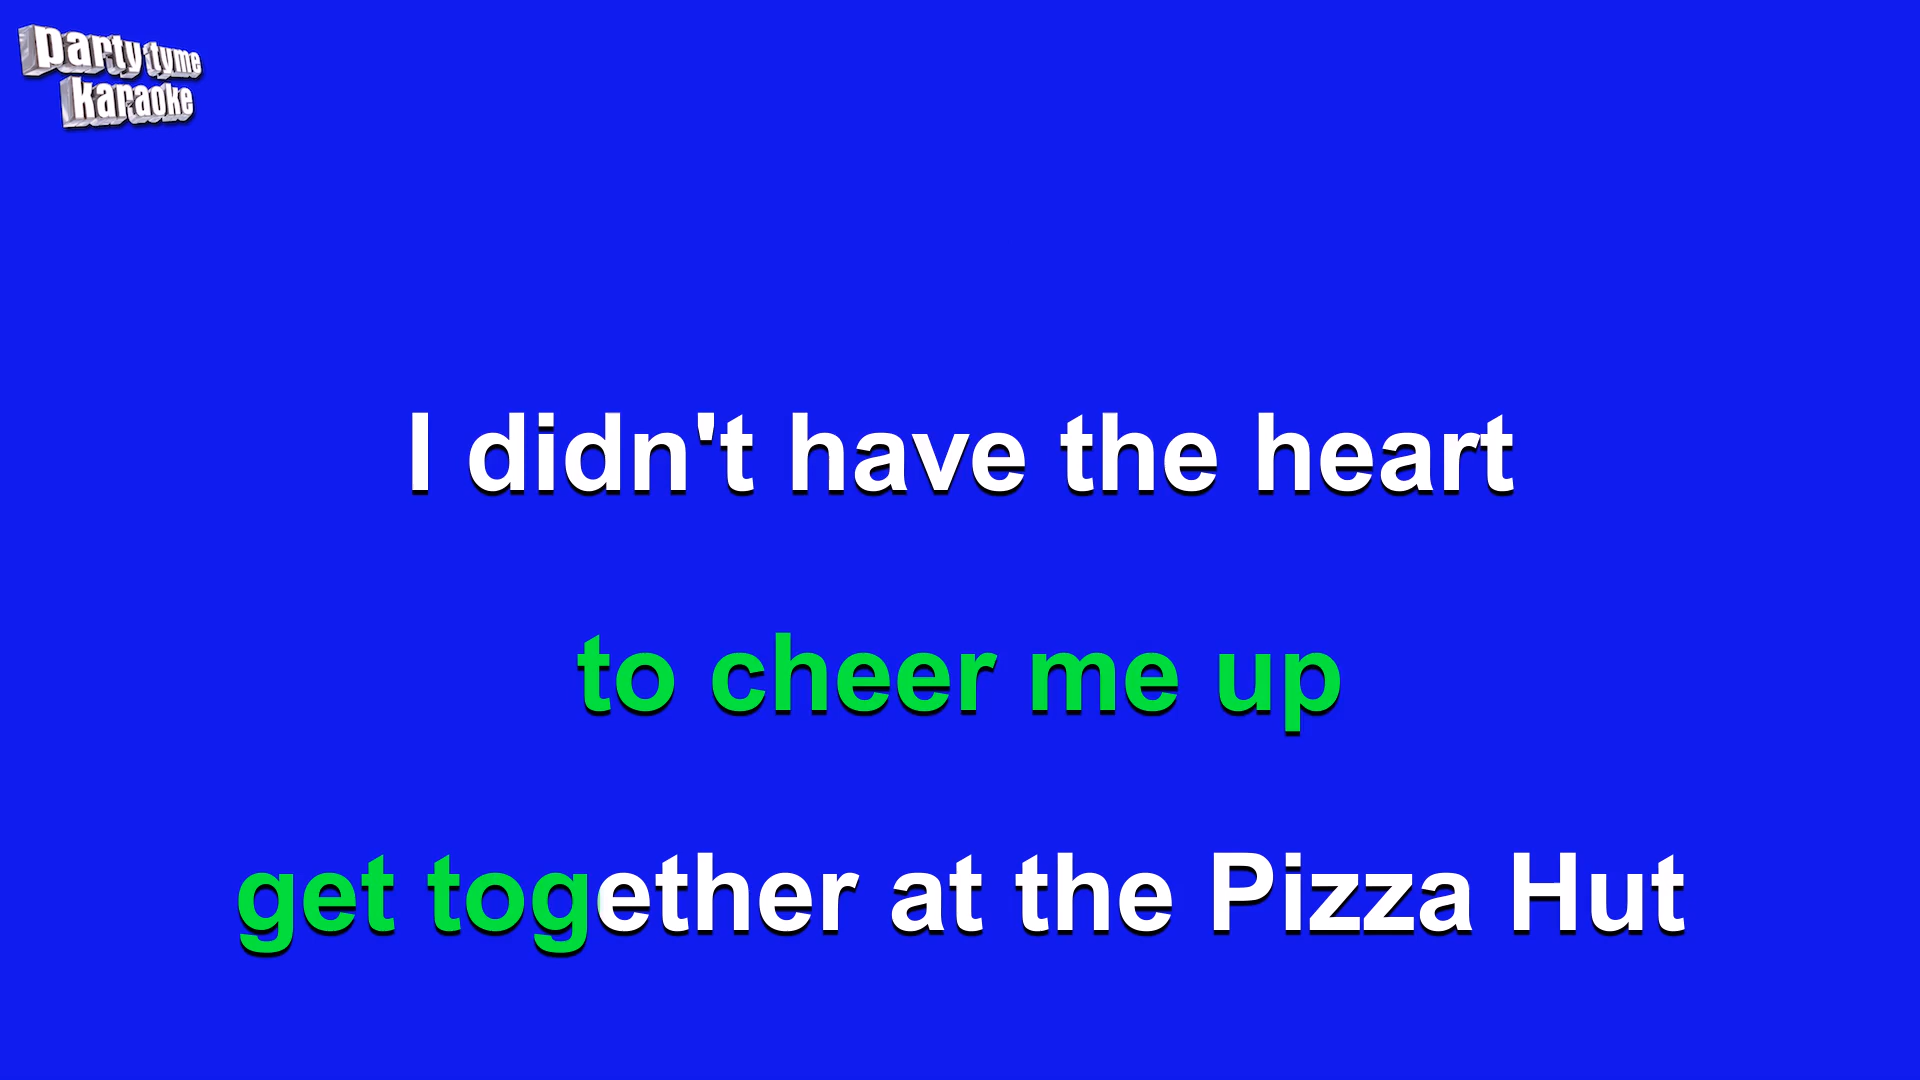 party tyme
karaoke
I didn't have the heart
to cheer me up
get together at the Pizza Hut